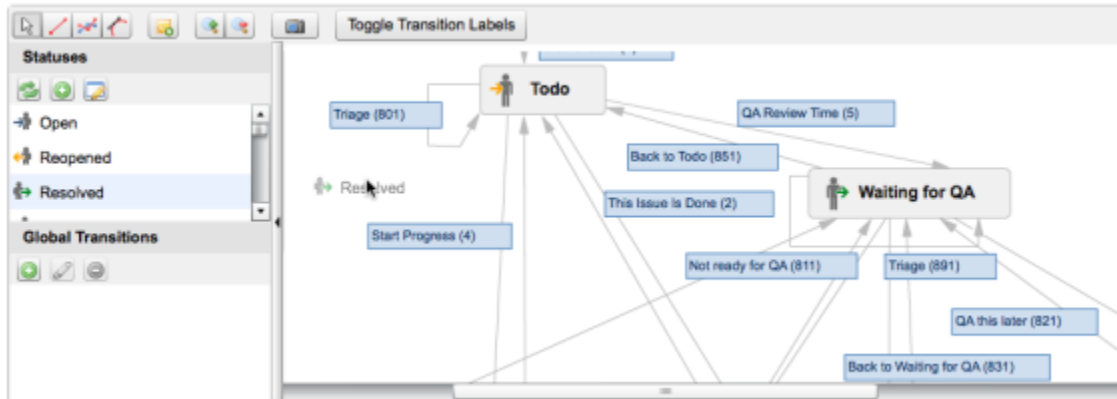 Toggle Transition Labels
Statuses
Open
Reopened
Resolved
Global Transitions
Todo
Triage (801)
QA Review Time (5)
Back to Todo (851)
Resolved
Waiting for QA
This Issue Is Done (2)
Start Progress (4)
Not ready for QA (811)
Triage (891)
QA this later (821)
Back to Waiting for QA (831)